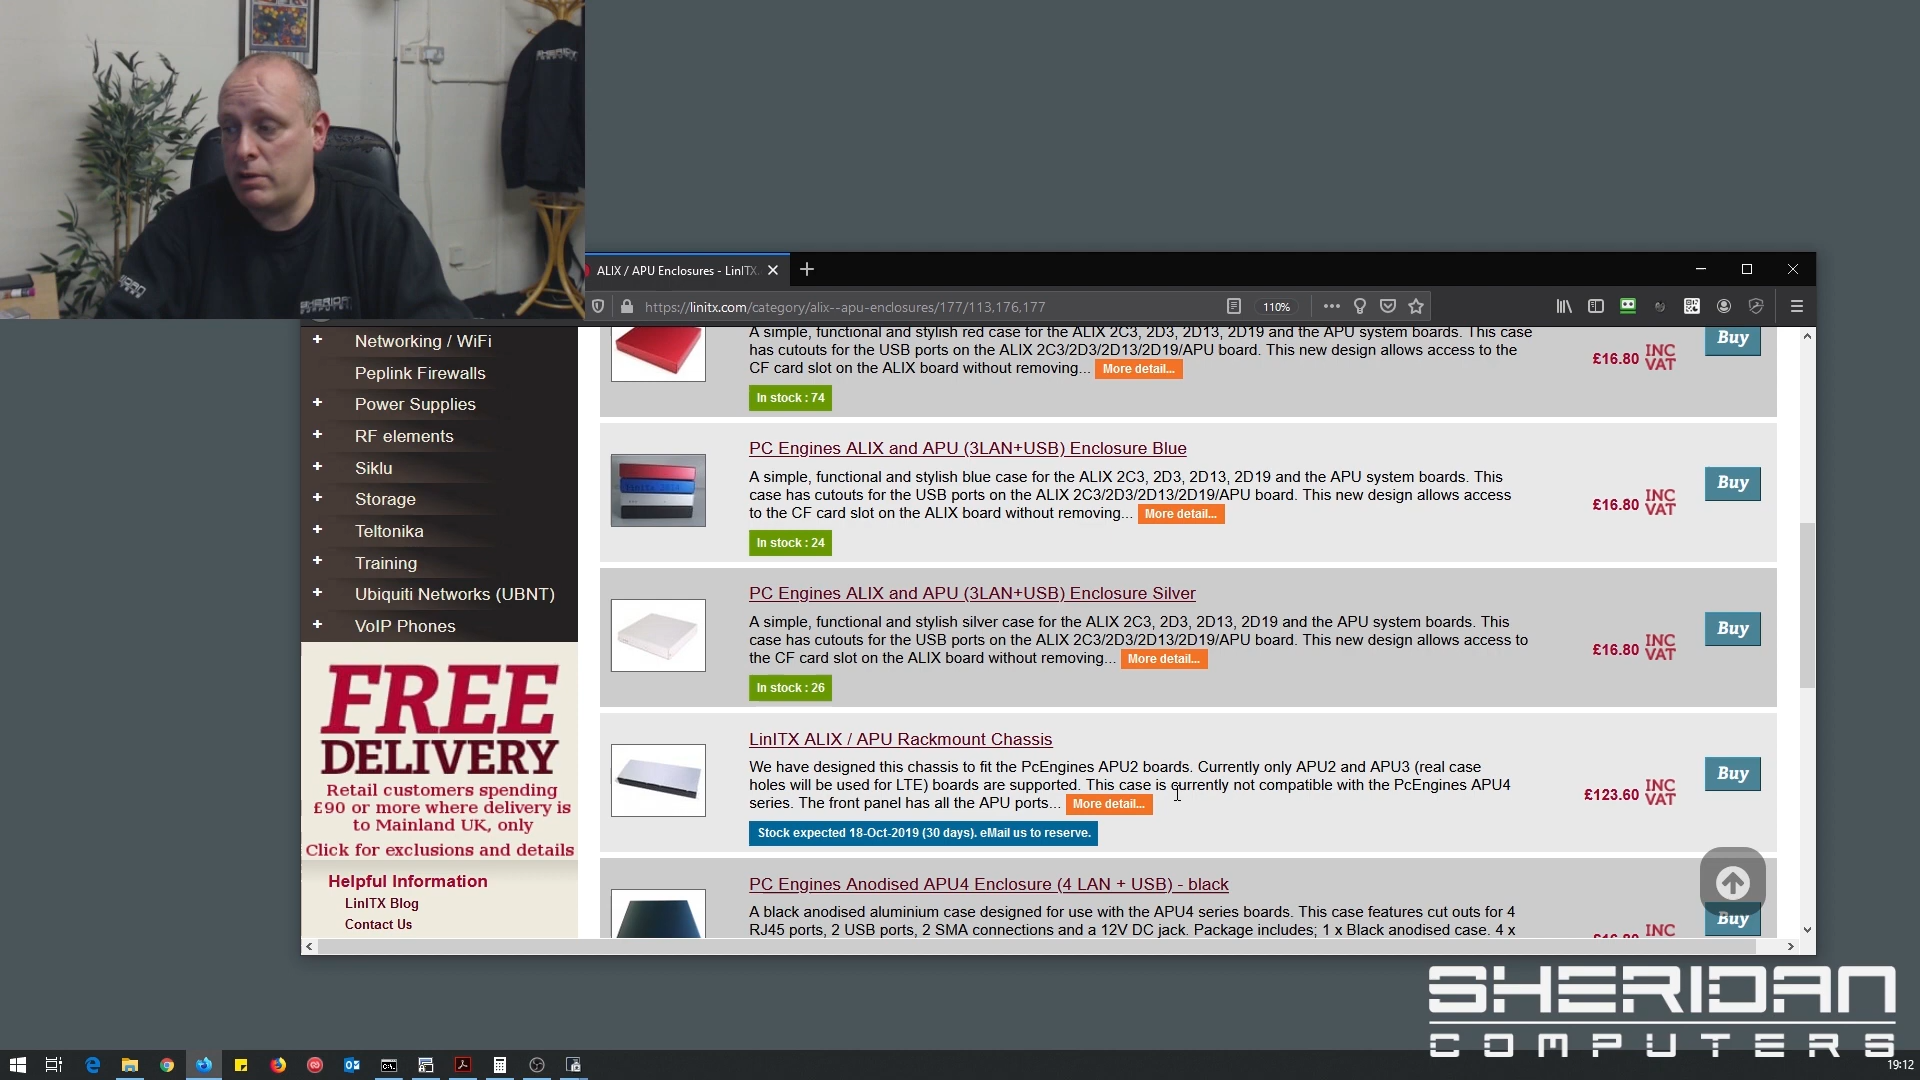 SHERIDAN
SHERIDAN
ALIX / APU Enclosures - LinITX
https://linitx.com/category/alix--apu-enclosures/177/113,176,177
110%
Networking / WiFi
Peplink Firewalls
Power Supplies
RF elements
Siklu
Storage
Teltonika
Training
Ubiquiti Networks (UBNT)
VoIP Phones
FREE
DELIVERY
Retail customers spending
£90 or more where delivery is
to Mainland UK, only
Click for exclusions and details
Helpful Information
LinITX Blog
Contact Us
A simple, functional and stylish red case for the ALIX 2C3, 2D3, 2D13, 2D19 and the APU system boards. This case
has cutouts for the USB ports on the ALIX 2C3/2D3/2D13/2D19/APU board. This new design allows access to the
CF card slot on the ALIX board without removing... More detail...
In stock : 74
£16.80 INC VAT
Buy
PC Engines ALIX and APU (3LAN+USB) Enclosure Blue
A simple, functional and stylish blue case for the ALIX 2C3, 2D3, 2D13, 2D19 and the APU system boards. This
case has cutouts for the USB ports on the ALIX 2C3/2D3/2D13/2D19/APU board. This new design allows access
to the CF card slot on the ALIX board without removing... More detail...
In stock : 24
£16.80 INC VAT
Buy
PC Engines ALIX and APU (3LAN+USB) Enclosure Silver
A simple, functional and stylish silver case for the ALIX 2C3, 2D3, 2D13, 2D19 and the APU system boards. This
case has cutouts for the USB ports on the ALIX 2C3/2D3/2D13/2D19/APU board. This new design allows access to
the CF card slot on the ALIX board without removing... More detail...
In stock : 26
£16.80 INC VAT
Buy
LinITX ALIX / APU Rackmount Chassis
We have designed this chassis to fit the PcEngines APU2 boards. Currently only APU2 and APU3 (real case
holes will be used for LTE) boards are supported. This case is currently not compatible with the PcEngines APU4
series. The front panel has all the APU ports... More detail...
Stock expected 18-Oct-2019 (30 days). eMail us to reserve.
£123.60 INC VAT
Buy
PC Engines Anodised APU4 Enclosure (4 LAN + USB) - black
A black anodised aluminium case designed for use with the APU4 series boards. This case features cut outs for 4
RJ45 ports, 2 USB ports, 2 SMA connections and a 12V DC jack. Package includes; 1 x Black anodised case. 4 x
£16.80 INC
Buy
SHERIDAN
COMPUTERS
19:12